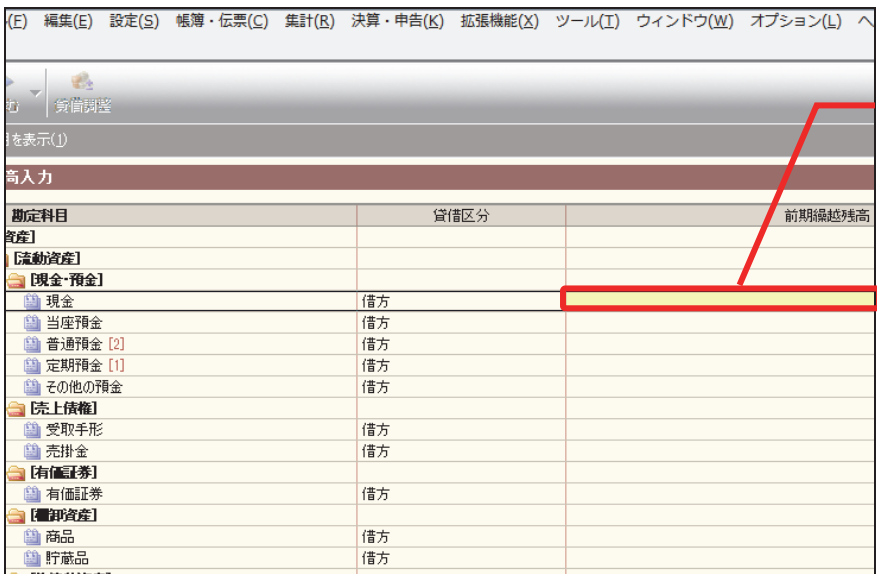 (F) 編集(E) 設定(S) 帳簿・伝票(C) 集計(R) 決算・申告(K) 拡張機能(X) ツール(T) ウィンドウ(W) オプション(L) ヘ
貸借調整
を表示(1)
高入力
勘定科目 貸借区分 前期繰越残高
資産]
[流動資産]
[現金・預金]
現金 借方
当座預金 借方
普通預金 [2] 借方
定期預金 [1] 借方
その他の預金 借方
[売上債権]
受取手形 借方
売掛金 借方
[有価証券]
有価証券 借方
[棚卸資産]
商品 借方
貯蔵品 借方